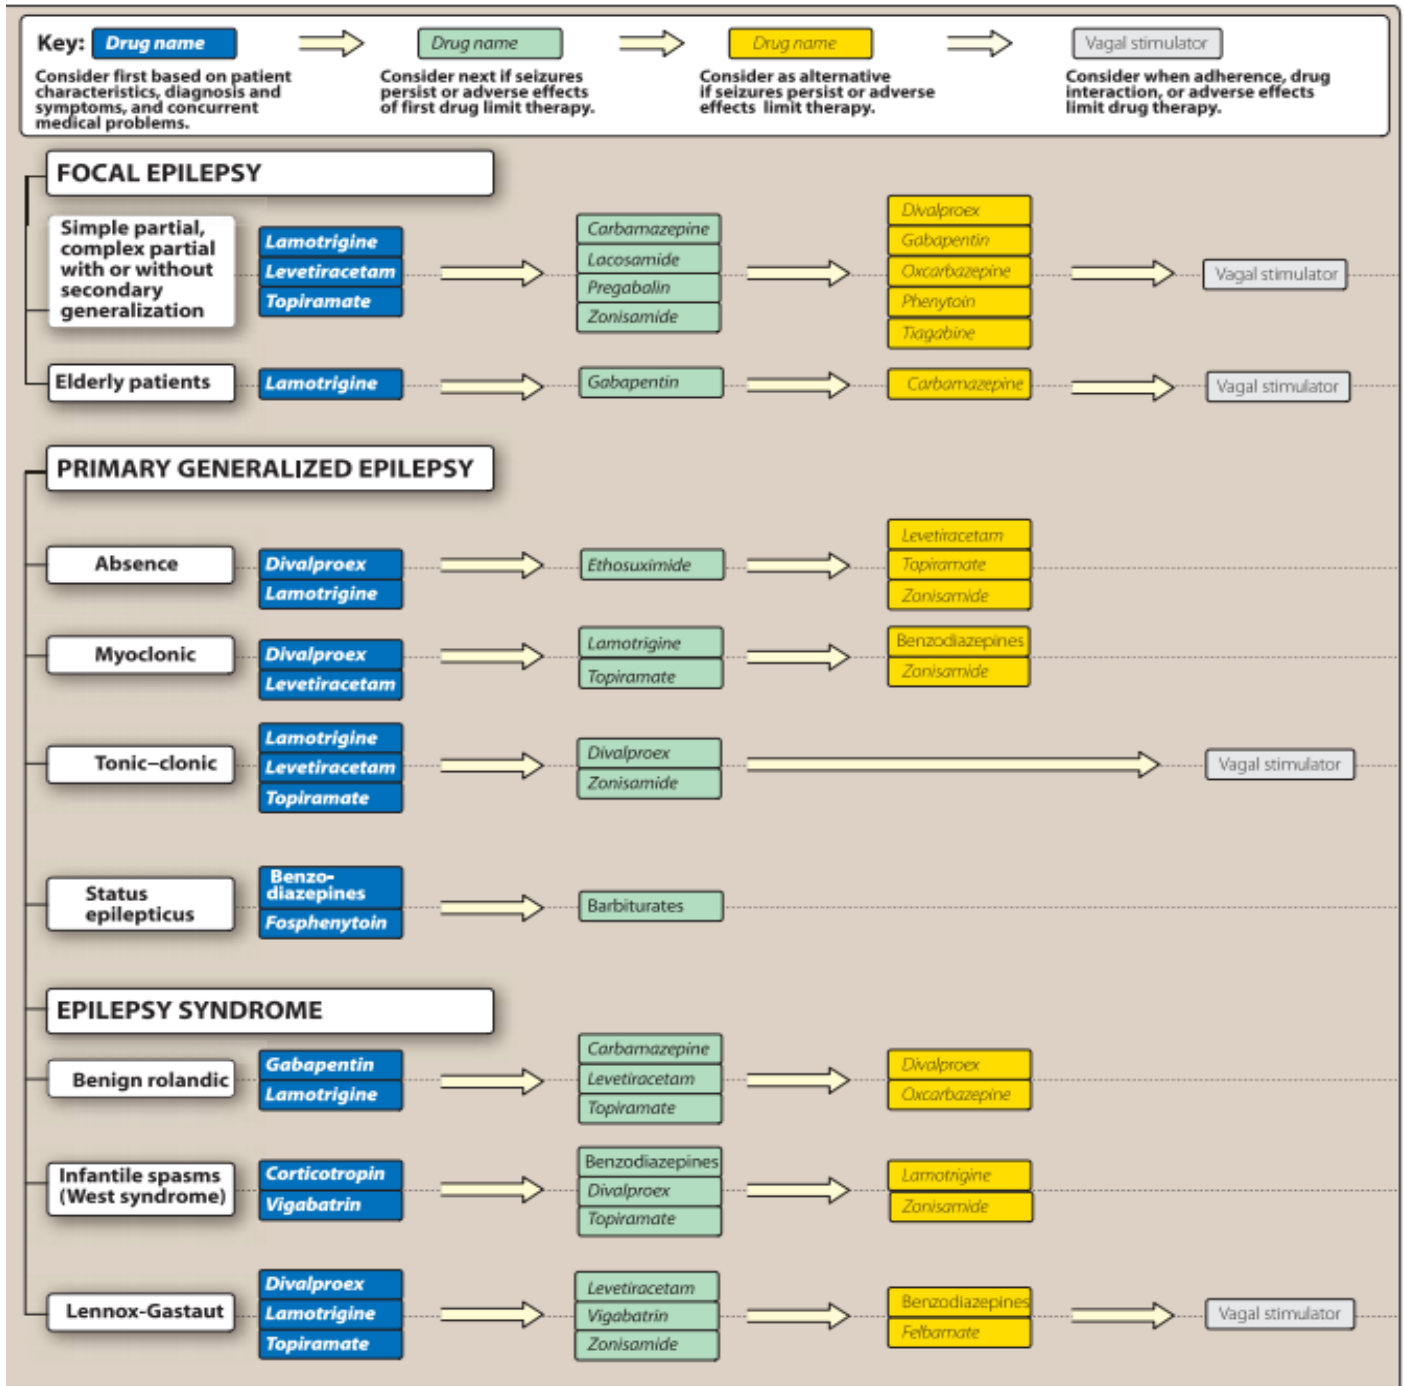 Key: Drug name
Drug name
Drug name
Vagal stimulator
Consider first based on patient
characteristics, diagnosis and
symptoms, and concurrent
medical problems.
Consider next if seizures
persist or adverse effects
of first drug limit therapy.
Consider as alternative
if seizures persist or adverse
effects limit therapy.
Consider when adherence, drug
interaction, or adverse effects
limit drug therapy.
FOCAL EPILEPSY
Simple partial,
complex partial
with or without
secondary
generalization
Lamotrigine
Levetiracetam
Topiramate
Carbamazepine
Lacosamide
Pregabalin
Zonisamide
Divalproex
Gabapentin
Oxcarbazepine
Phenytoin
Tiagabine
Vagal stimulator
Elderly patients
Lamotrigine
Gabapentin
Carbamazepine
Vagal stimulator
PRIMARY GENERALIZED EPILEPSY
Absence
Divalproex
Lamotrigine
Ethosuximide
Levetiracetam
Topiramate
Zonisamide
Myoclonic
Divalproex
Levetiracetam
Lamotrigine
Topiramate
Benzodiazepines
Zonisamide
Tonic–clonic
Lamotrigine
Levetiracetam
Topiramate
Divalproex
Zonisamide
Vagal stimulator
Status
epilepticus
Benzo-
diazepines
Fosphenytoin
Barbiturates
EPILEPSY SYNDROME
Benign rolandic
Gabapentin
Lamotrigine
Carbamazepine
Levetiracetam
Topiramate
Divalproex
Oxcarbazepine
Infantile spasms
(West syndrome)
Corticotropin
Vigabatrin
Benzodiazepines
Divalproex
Topiramate
Lamotrigine
Zonisamide
Lennox-Gastaut
Divalproex
Lamotrigine
Topiramate
Levetiracetam
Vigabatrin
Zonisamide
Benzodiazepines
Felbamate
Vagal stimulator